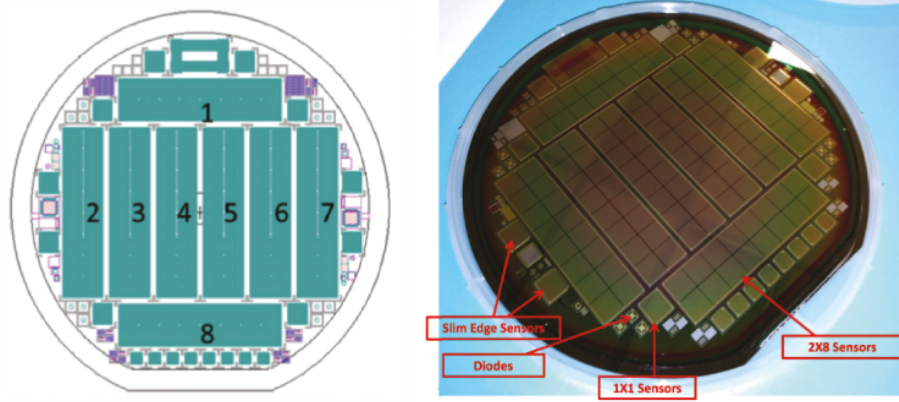 1
2 3 4 5 6 7
8
Slim Edge Sensors
Diodes
1X1 Sensors
2X8 Sensors